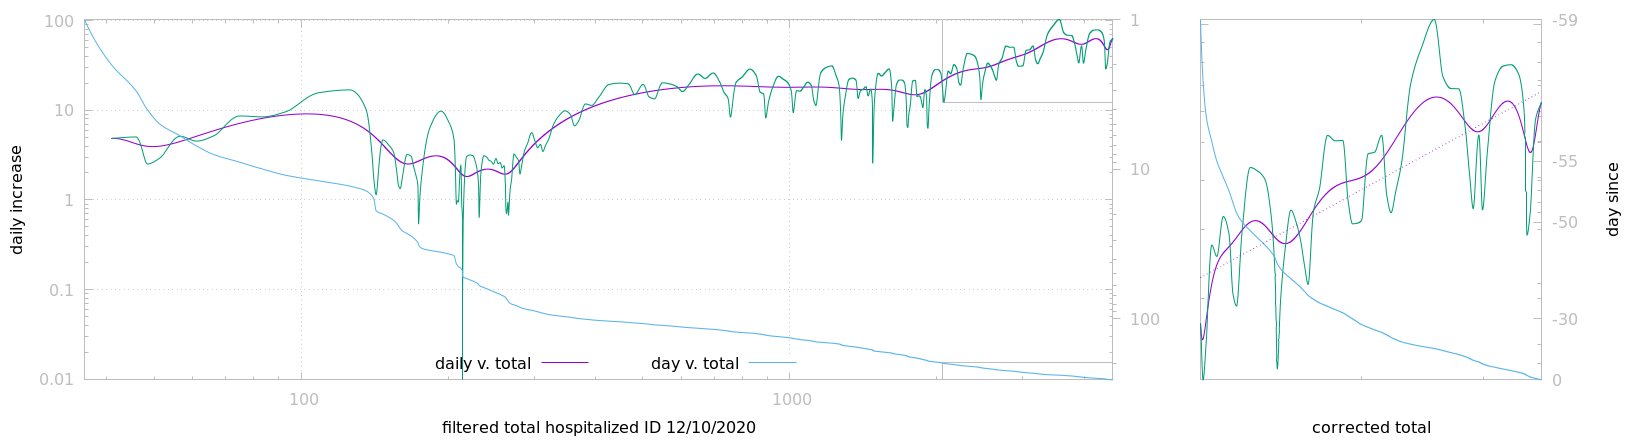 100
10
1
0.1
0.01
daily increase
100
1000
filtered total hospitalized ID 12/10/2020
daily v. total
day v. total
1
10
100
-59
-55
-50
-30
0
day since
corrected total